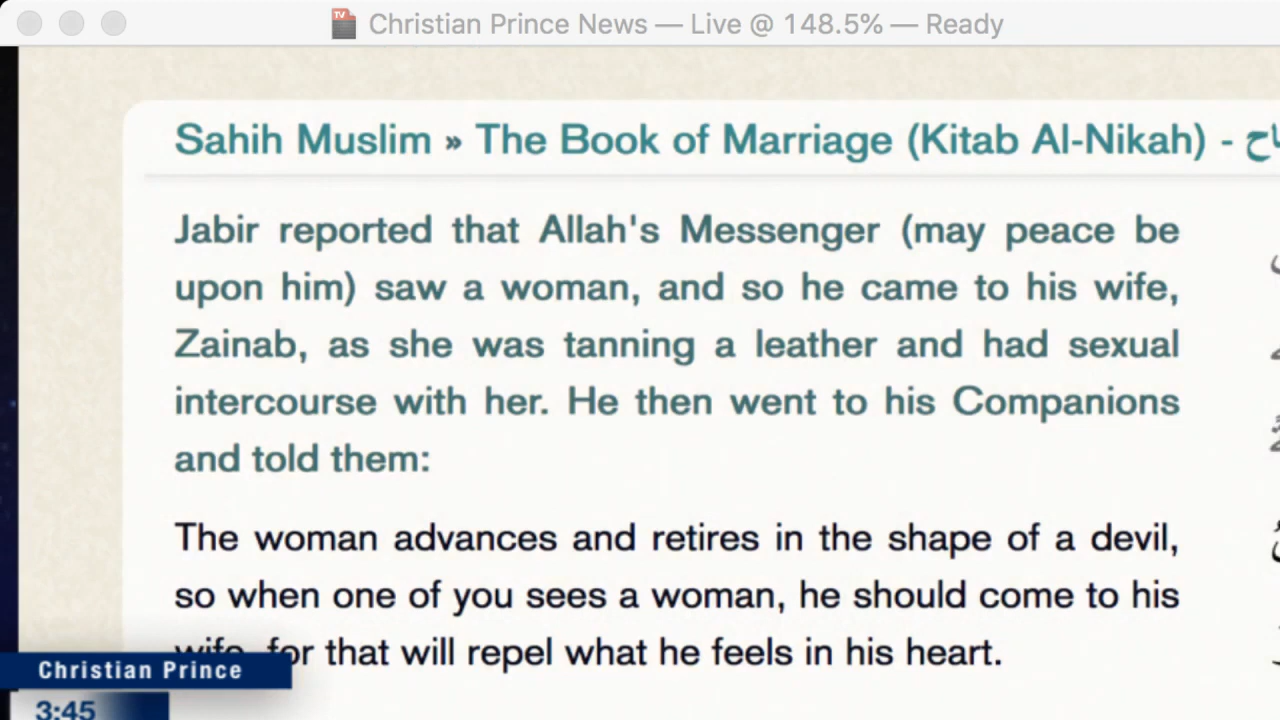 Christian Prince News — Live @ 148.5% — Ready
Sahih Muslim » The Book of Marriage (Kitab Al-Nikah) -
Jabir reported that Allah's Messenger (may peace be
upon him) saw a woman, and so he came to his wife,
Zainab, as she was tanning a leather and had sexual
intercourse with her. He then went to his Companions
and told them:
The woman advances and retires in the shape of a devil,
so when one of you sees a woman, he should come to his
wife, for that will repel what he feels in his heart.
Christian Prince
3:45